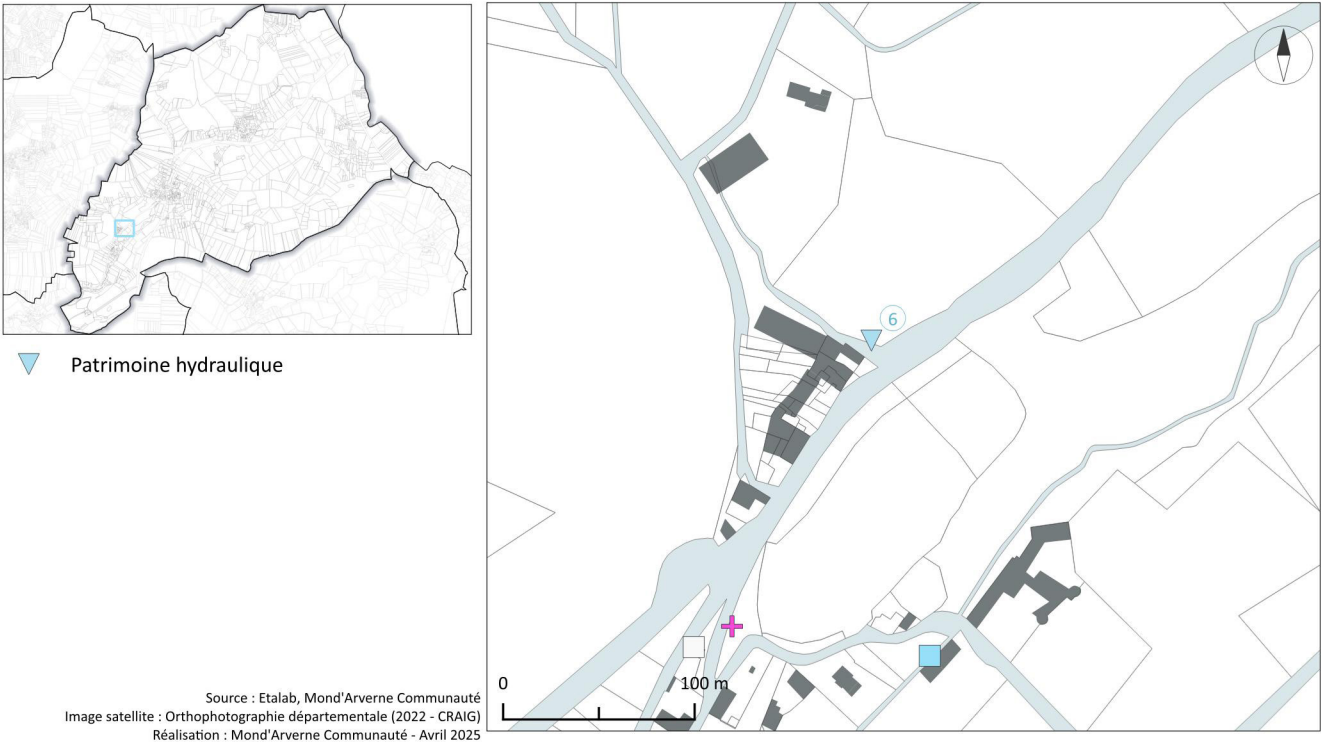 Patrimoine hydraulique
6
0
100 m
Source : Etalab, Mond'Arverne Communauté
Image satellite : Orthophotographie départementale (2022 - CRAIG)
Réalisation : Mond'Arverne Communauté - Avril 2025